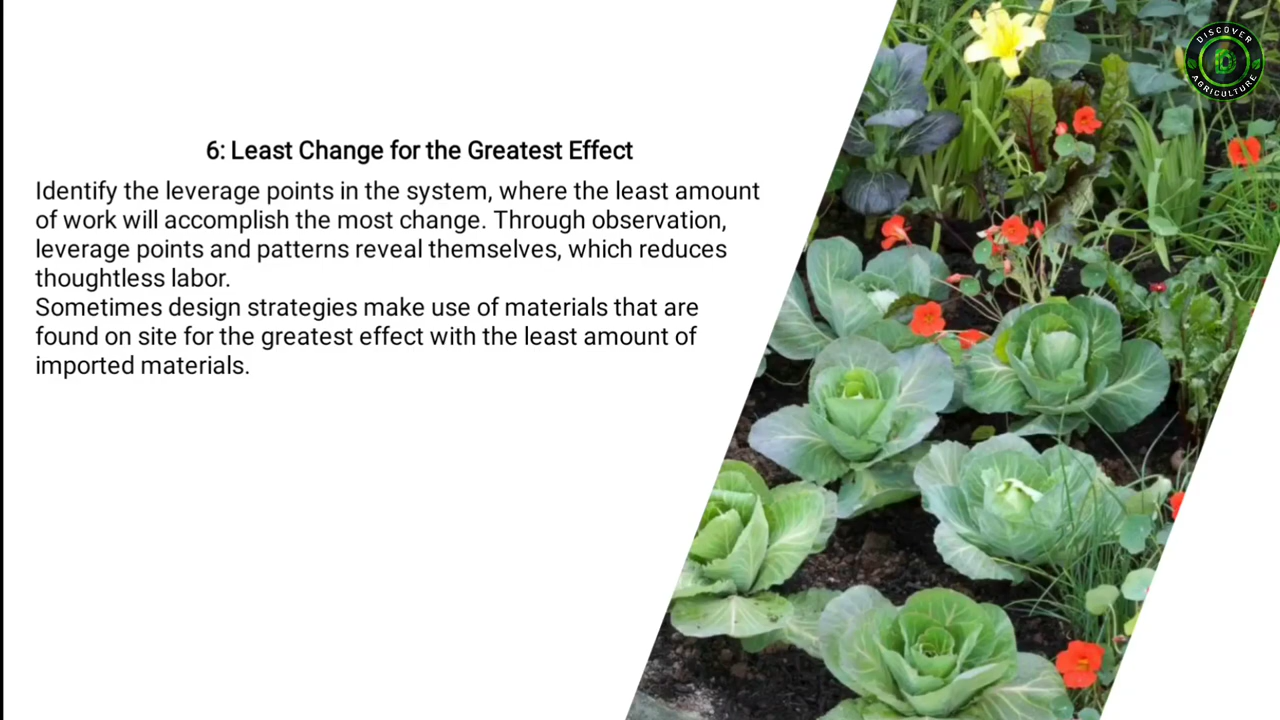 DISCOVER
AGRICULTURE
6: Least Change for the Greatest Effect
Identify the leverage points in the system, where the least amount
of work will accomplish the most change. Through observation,
leverage points and patterns reveal themselves, which reduces
thoughtless labor.
Sometimes design strategies make use of materials that are
found on site for the greatest effect with the least amount of
imported materials.